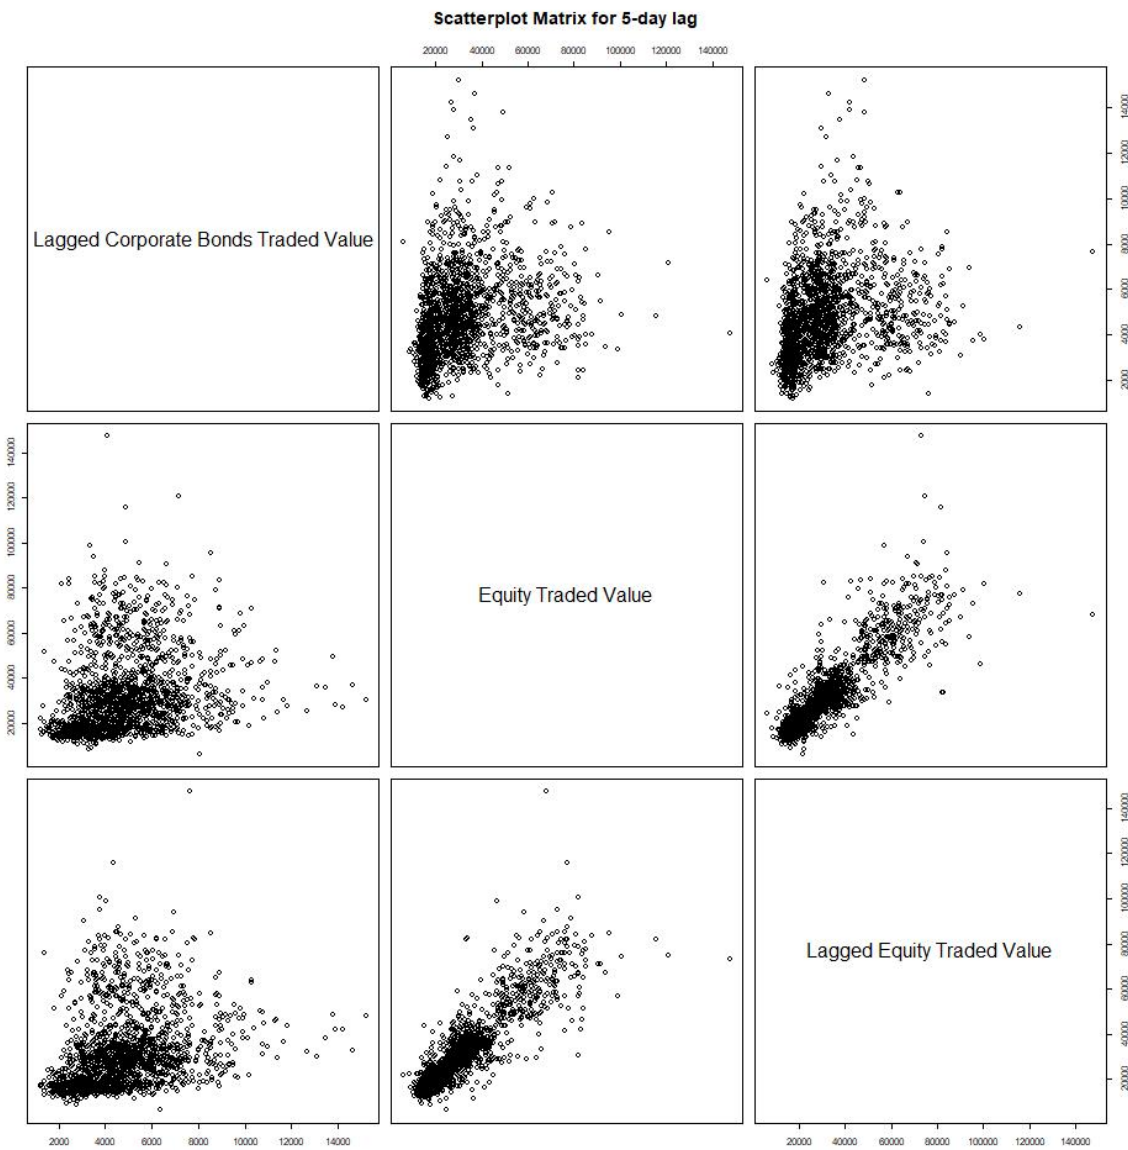 Scatterplot Matrix for 5-day lag
20000 40000 60000 80000 100000 120000 140000
Lagged Corporate Bonds Traded Value
2000 4000 6000 8000 10000 12000 14000
20000 40000 60000 80000 100000 120000 140000
Equity Traded Value
Lagged Equity Traded Value
20000 40000 60000 80000 100000 120000 140000
2000 4000 6000 8000 10000 12000 14000
20000 40000 60000 80000 100000 120000 140000